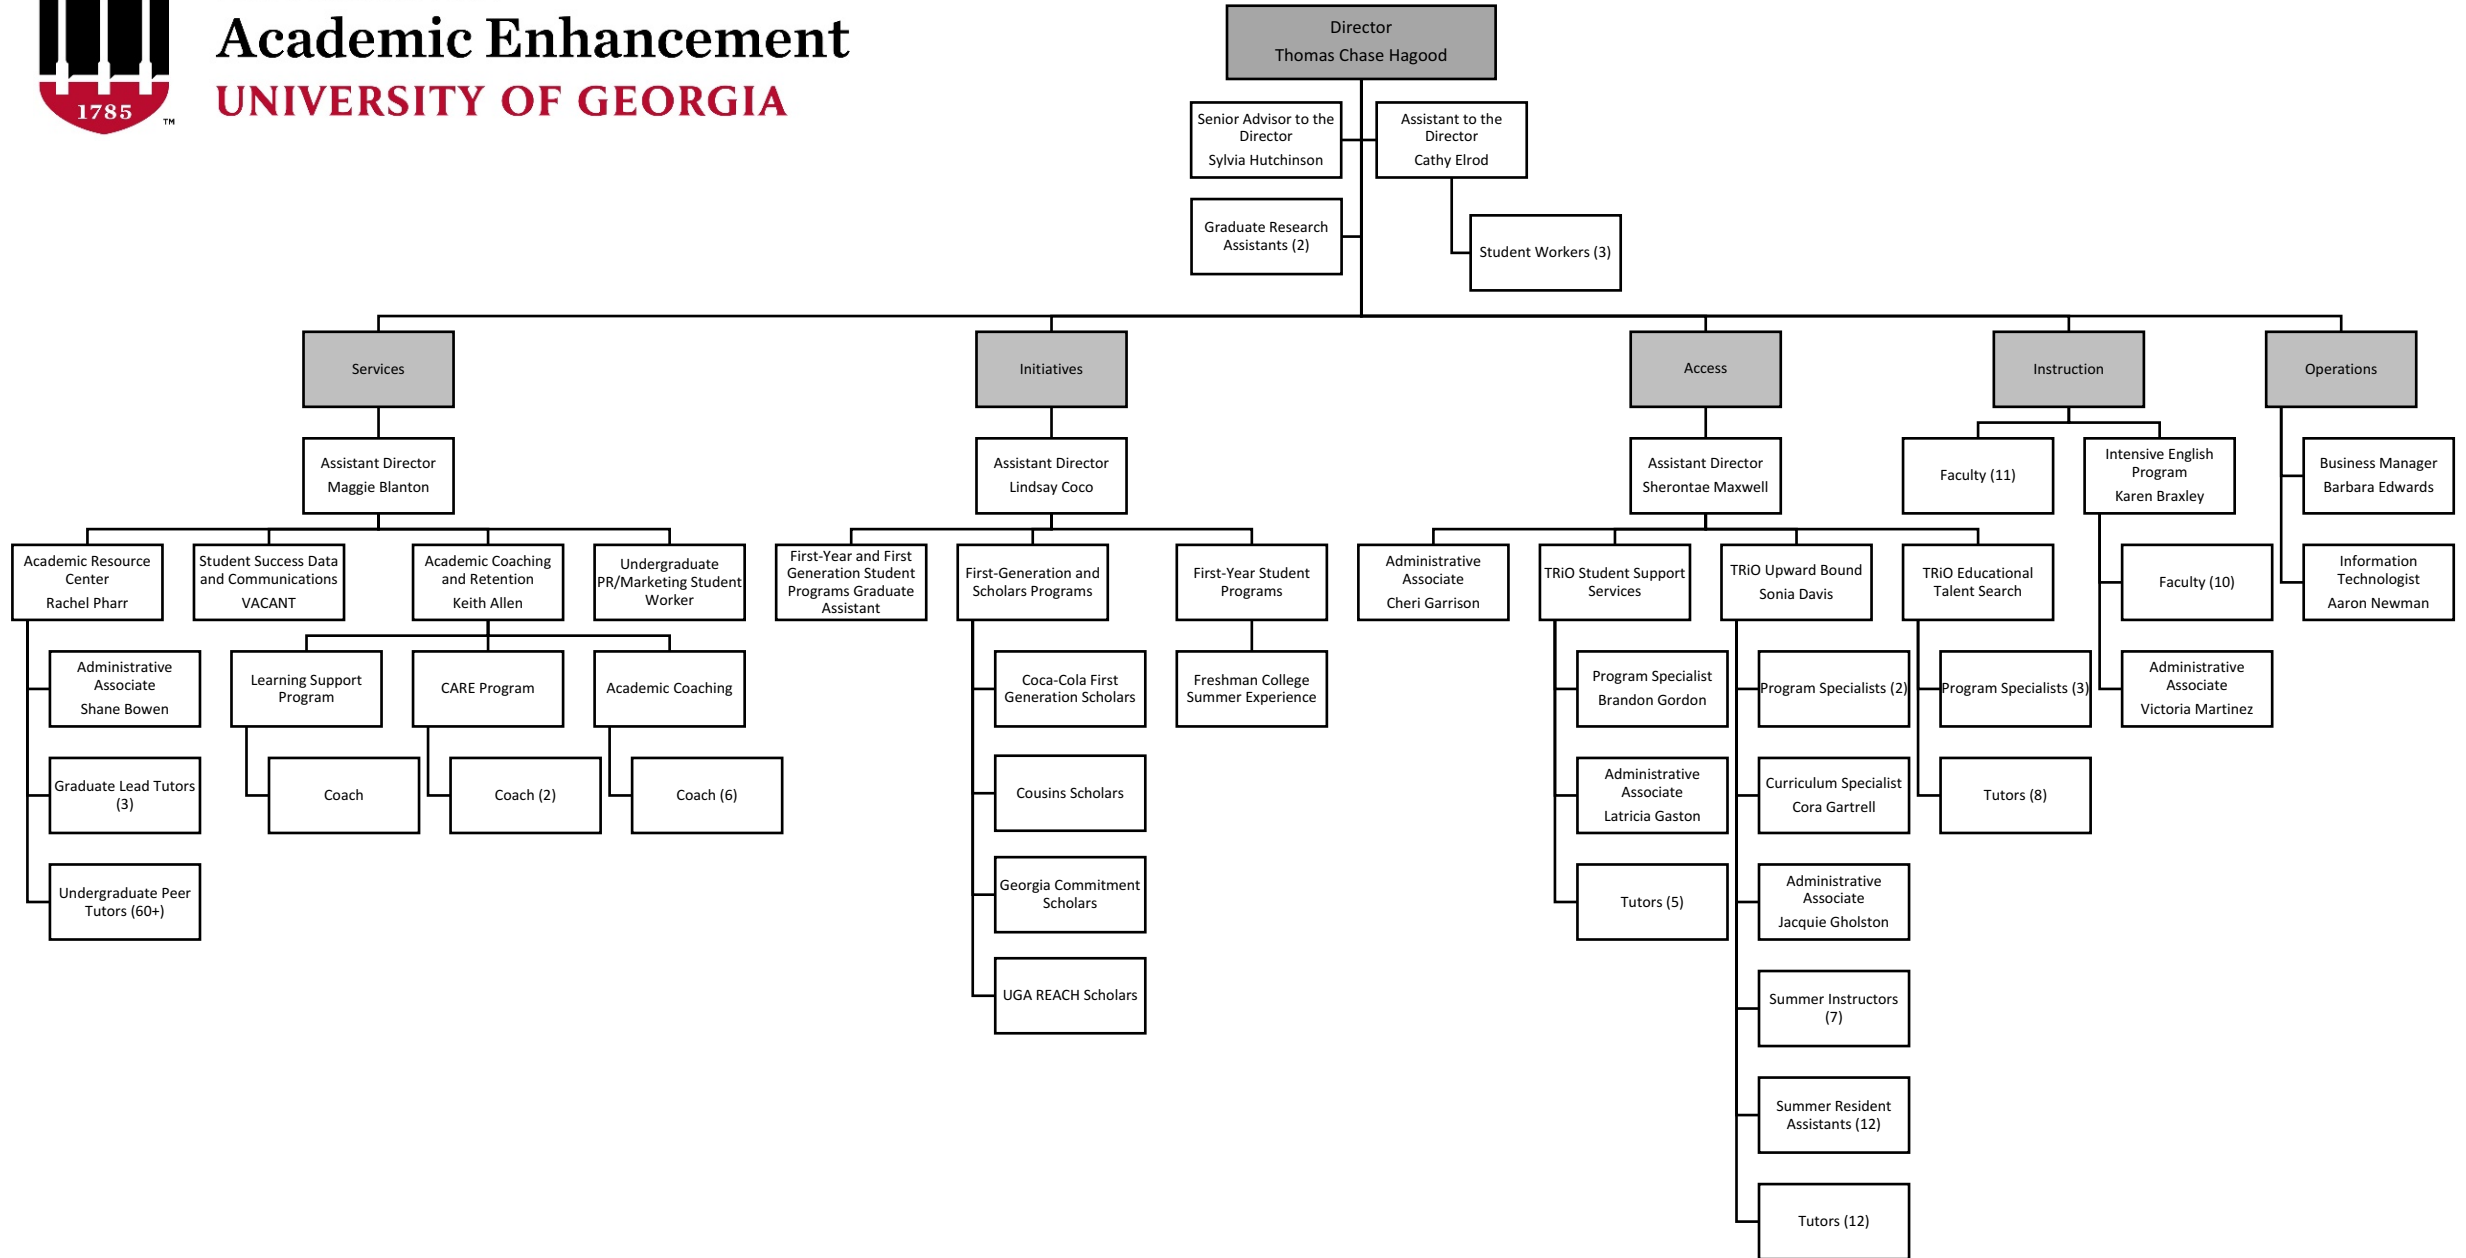 Academic Enhancement
UNIVERSITY OF GEORGIA
1785
TM
Director
Thomas Chase Hagood
Senior Advisor to the
Director
Sylvia Hutchinson
Assistant to the
Director
Cathy Elrod
Graduate Research
Assistants (2)
Student Workers (3)
Services
Initiatives
Access
Instruction
Operations
Assistant Director
Maggie Blanton
Assistant Director
Lindsay Coco
Assistant Director
Sherontae Maxwell
Faculty (11)
Intensive English
Program
Karen Braxley
Business Manager
Barbara Edwards
Academic Resource
Center
Rachel Pharr
Student Success Data
and Communications
VACANT
Academic Coaching
and Retention
Keith Allen
Undergraduate
PR/Marketing Student
Worker
First-Year and First
Generation Student
Programs Graduate
Assistant
First-Generation and
Scholars Programs
First-Year Student
Programs
Administrative
Associate
Cheri Garrison
TRiO Student Support
Services
TRiO Upward Bound
Sonia Davis
TRiO Educational
Talent Search
Faculty (10)
Information
Technologist
Aaron Newman
Administrative
Associate
Shane Bowen
Learning Support
Program
CARE Program
Academic Coaching
Coca-Cola First
Generation Scholars
Freshman College
Summer Experience
Program Specialist
Brandon Gordon
Program Specialists (2)
Program Specialists (3)
Administrative
Associate
Victoria Martinez
Graduate Lead Tutors
(3)
Coach
Coach (2)
Coach (6)
Cousins Scholars
Administrative
Associate
Latricia Gaston
Curriculum Specialist
Cora Gartrell
Tutors (8)
Undergraduate Peer
Tutors (60+)
Georgia Commitment
Scholars
Tutors (5)
Administrative
Associate
Jacquie Gholston
UGA REACH Scholars
Summer Instructors
(7)
Summer Resident
Assistants (12)
Tutors (12)